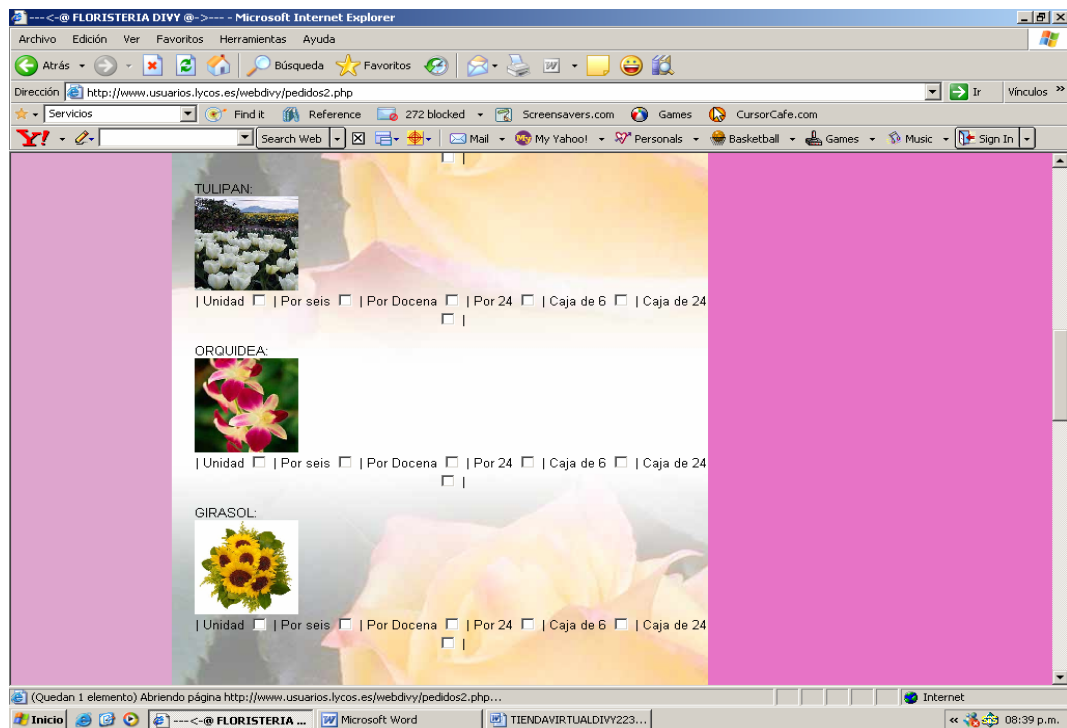 ---<-@ FLORISTERIA DIVY @->--- - Microsoft Internet Explorer
Archivo Edición Ver Favoritos Herramientas Ayuda
Atrás Búsqueda Favoritos
Dirección http://www.usuarios.lycos.es/webdivy/pedidos2.php Ir Vínculos »
Servicios Find it Reference 272 blocked Screensavers.com Games CursorCafe.com
Y! Search Web Mail My Yahoo! Personals Basketball Games Music Sign In
TULIPAN:
| Unidad | Por seis | Por Docena | Por 24 | Caja de 6 | Caja de 24
|
ORQUIDEA:
| Unidad | Por seis | Por Docena | Por 24 | Caja de 6 | Caja de 24
|
GIRASOL:
| Unidad | Por seis | Por Docena | Por 24 | Caja de 6 | Caja de 24
|
(Quedan 1 elemento) Abriendo página http://www.usuarios.lycos.es/webdivy/pedidos2.php... Internet
Inicio ---<-@ FLORISTERIA ... Microsoft Word TIENDAVIRTUALDIVY223... « 08:39 p.m.